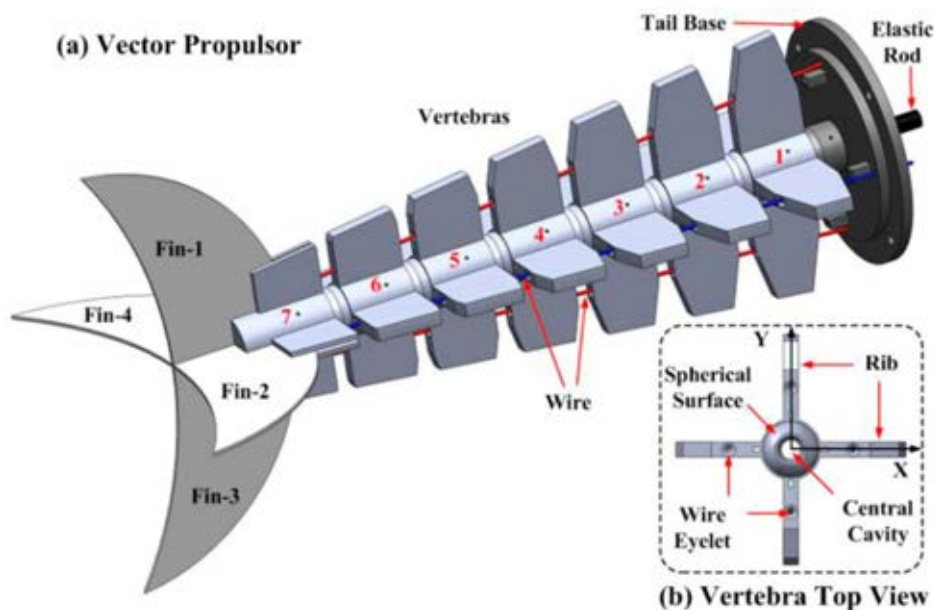 (a) Vector Propulsor
Tail Base
Elastic
Rod
Vertebras
1
2
3
4
5
6
7
Fin-1
Fin-4
Fin-2
Fin-3
Wire
Y
Rib
Spherical
Surface
X
Wire
Eyelet
Central
Cavity
(b) Vertebra Top View